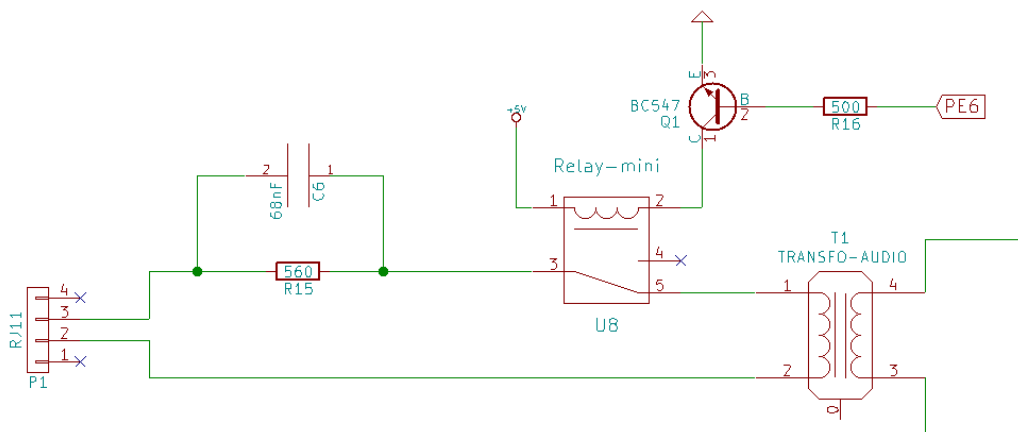 E
3
BC547
Q1
B
2
500
R16
PE6
+5V
C
1
Relay-mini
2
68nF
1
C6
1
2
T1
TRANSFO-AUDIO
3
4
560
R15
5
1
4
U8
RJ11
4
3
2
1
P1
2
3
0